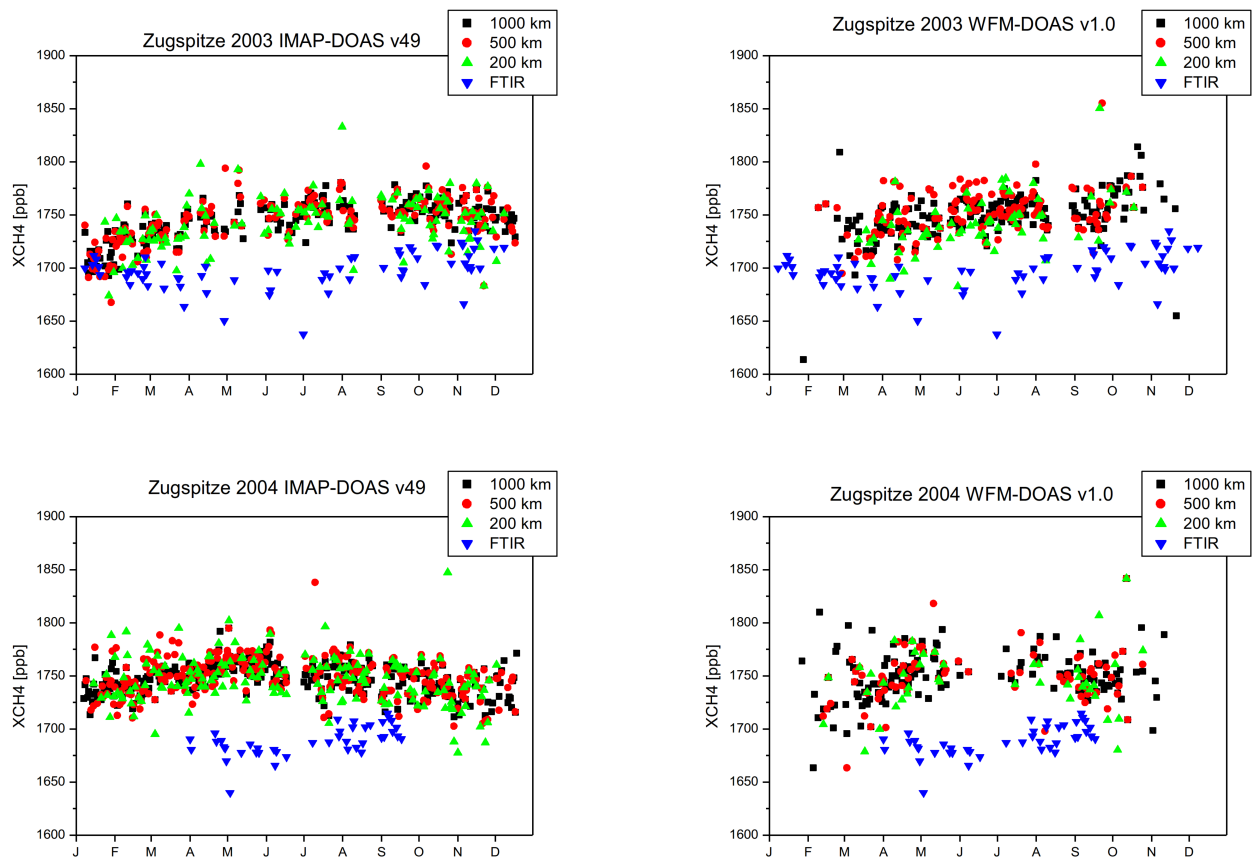 Zugspitze 2003 IMAP-DOAS v49
1000 km
500 km
200 km
FTIR
XCH4 [ppb]
1900
1850
1800
1750
1700
1650
1600
J F M A M J J A S O N D
Zugspitze 2003 WFM-DOAS v1.0
1000 km
500 km
200 km
FTIR
XCH4 [ppb]
1900
1850
1800
1750
1700
1650
1600
J F M A M J J A S O N D
Zugspitze 2004 IMAP-DOAS v49
1000 km
500 km
200 km
FTIR
XCH4 [ppb]
1900
1850
1800
1750
1700
1650
1600
J F M A M J J A S O N D
Zugspitze 2004 WFM-DOAS v1.0
1000 km
500 km
200 km
FTIR
XCH4 [ppb]
1900
1850
1800
1750
1700
1650
1600
J F M A M J J A S O N D